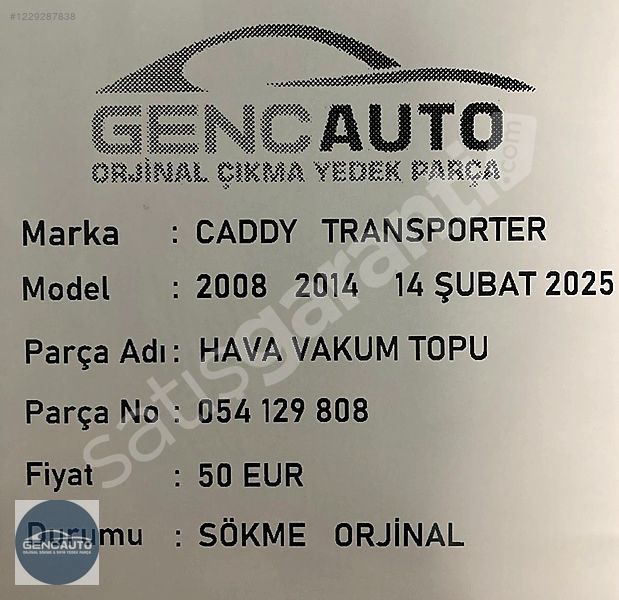 #1229287838
GENCAUTO
ORJİNAL ÇIKMA YEDEK PARÇA
Marka : CADDY TRANSPORTER
Model : 2008 2014 14 ŞUBAT 2025
Parça Adı : HAVA VAKUM TOPU
Parça No : 054 129 808
Fiyat : 50 EUR
Durumu : SÖKME ORJİNAL
satışgaranti.com
GENCAUTO